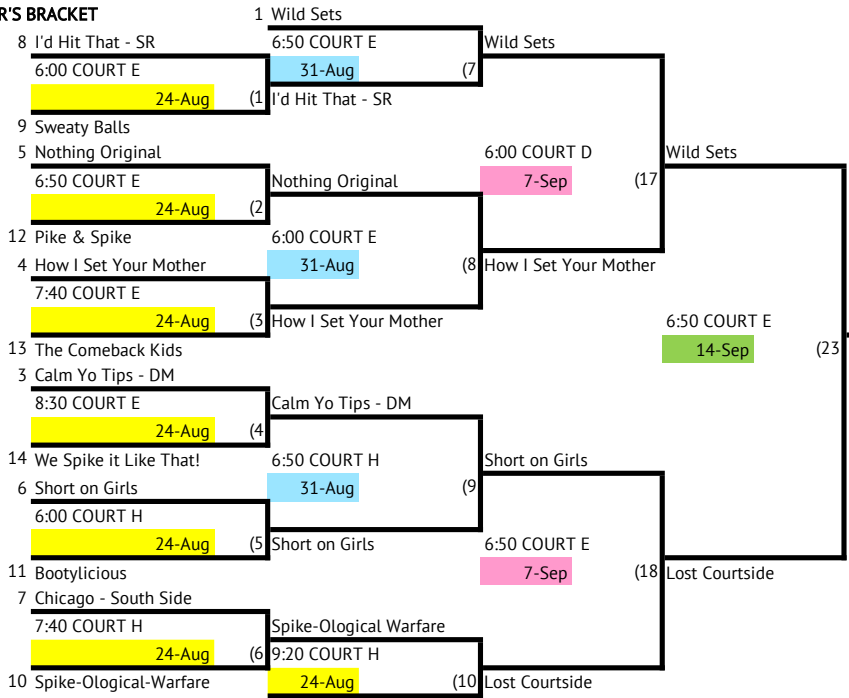 R'S BRACKET
1 Wild Sets
8 I'd Hit That - SR
6:50 COURT E
Wild Sets
6:00 COURT E
31-Aug
(7
24-Aug
(1
I'd Hit That - SR
9 Sweaty Balls
5 Nothing Original
6:00 COURT D
Wild Sets
6:50 COURT E
Nothing Original
7-Sep
(17
24-Aug
(2
12 Pike & Spike
6:00 COURT E
4 How I Set Your Mother
31-Aug
(8
How I Set Your Mother
7:40 COURT E
24-Aug
(3
How I Set Your Mother
6:50 COURT E
13 The Comeback Kids
14-Sep
(23
3 Calm Yo Tips - DM
8:30 COURT E
Calm Yo Tips - DM
24-Aug
(4
14 We Spike it Like That!
6:50 COURT H
Short on Girls
6 Short on Girls
31-Aug
(9
6:00 COURT H
24-Aug
(5
Short on Girls
6:50 COURT E
11 Bootylicious
7-Sep
(18
Lost Courtside
7 Chicago - South Side
7:40 COURT H
Spike-Ological Warfare
24-Aug
(6
9:20 COURT H
10 Spike-Ological-Warfare
24-Aug
(10
Lost Courtside